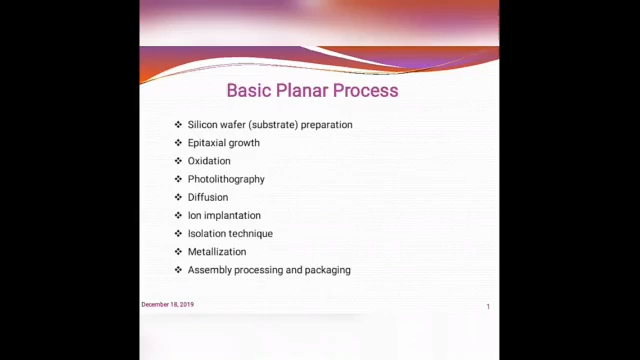 Basic Planar Process
❖ Silicon wafer (substrate) preparation
❖ Epitaxial growth
❖ Oxidation
❖ Photolithography
❖ Diffusion
❖ Ion implantation
❖ Isolation technique
❖ Metallization
❖ Assembly processing and packaging
December 18, 2019
1